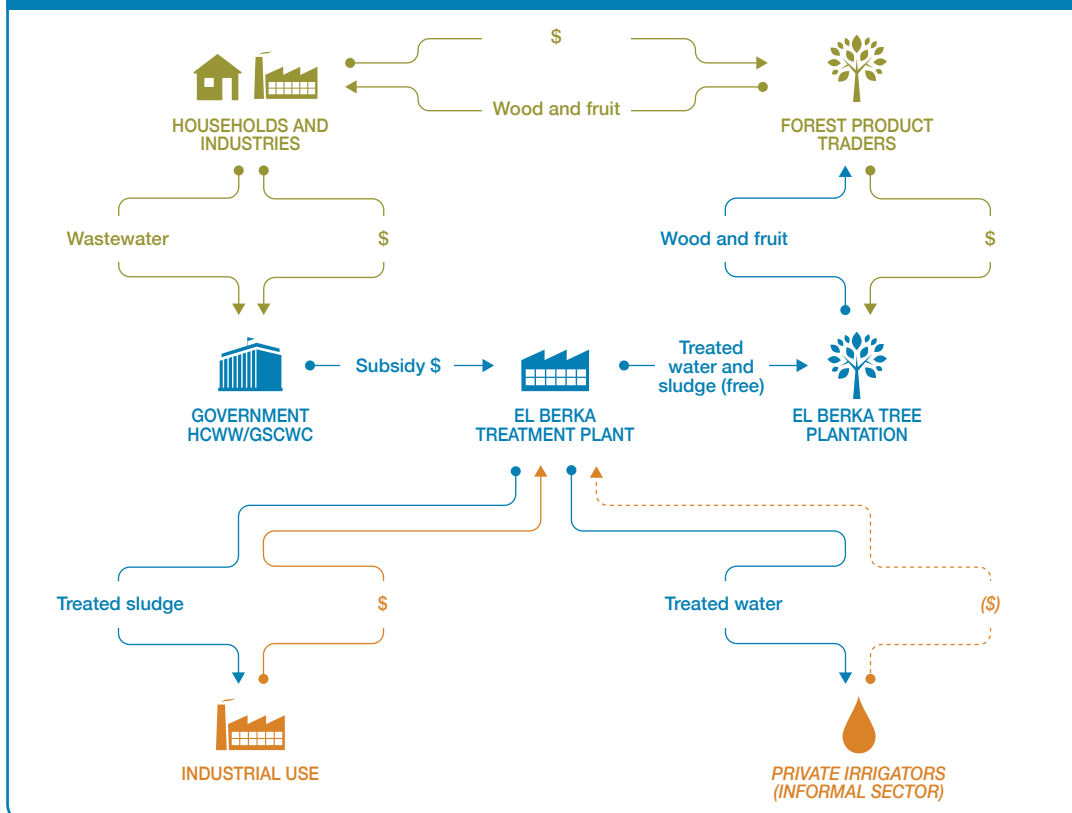 $
Wood and fruit
HOUSEHOLDS AND
INDUSTRIES
FOREST PRODUCT
TRADERS
Wastewater
$
Wood and fruit
$
Subsidy $
Treated
water and
sludge (free)
GOVERNMENT
HCWW/GSCWC
EL BERKA
TREATMENT PLANT
EL BERKA TREE
PLANTATION
Treated sludge
$
Treated water
($)
INDUSTRIAL USE
PRIVATE IRRIGATORS
(INFORMAL SECTOR)